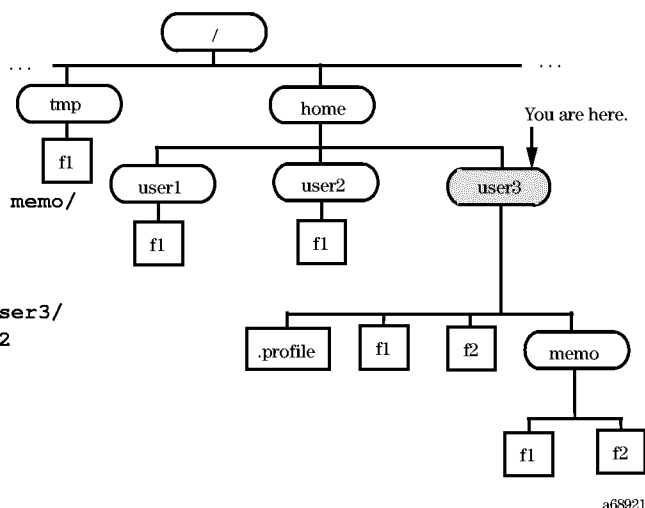 /
... ...
tmp
home
You are here.
f1
user1
user2
user3
memo/
f1
f1
ser3/
2
.profile
f1
f2
memo
f1
f2
a68921